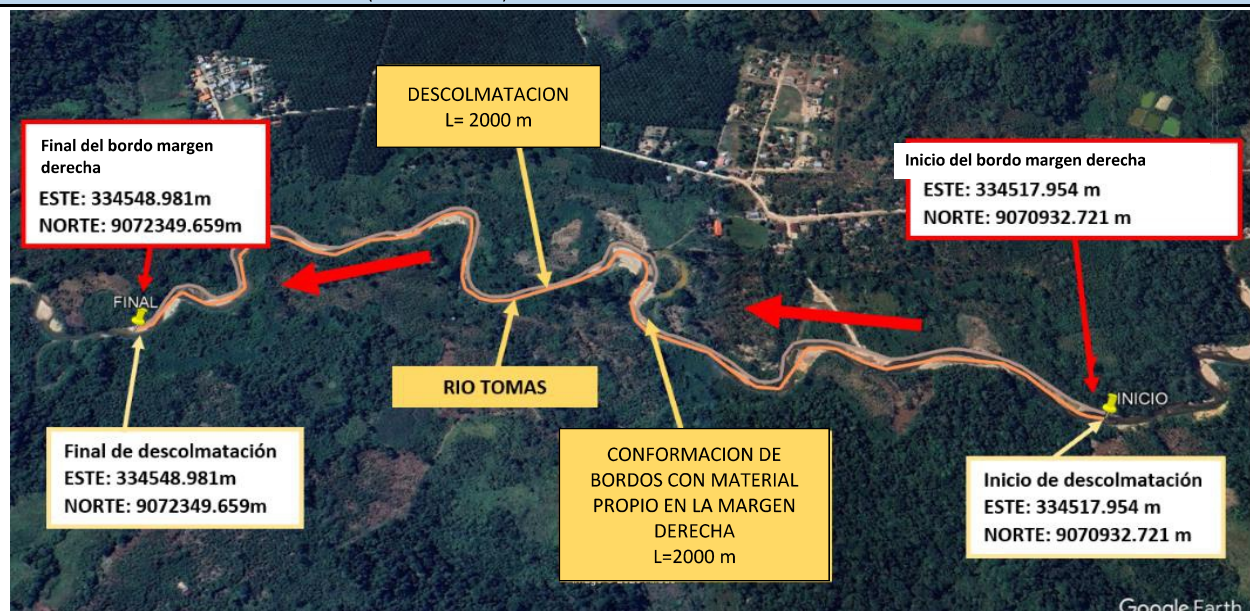 DESCOLMATACION
L= 2000 m
Final del bordo margen
derecha
ESTE: 334548.981m
NORTE: 9072349.659m
Inicio del bordo margen derecha
ESTE: 334517.954 m
NORTE: 9070932.721 m
FINAL
RIO TOMAS
INICIO
Final de descolmatación
ESTE: 334548.981m
NORTE: 9072349.659m
CONFORMACION DE
BORDOS CON MATERIAL
PROPIO EN LA MARGEN
DERECHA
L=2000 m
Inicio de descolmatación
ESTE: 334517.954 m
NORTE: 9070932.721 m
Google Earth